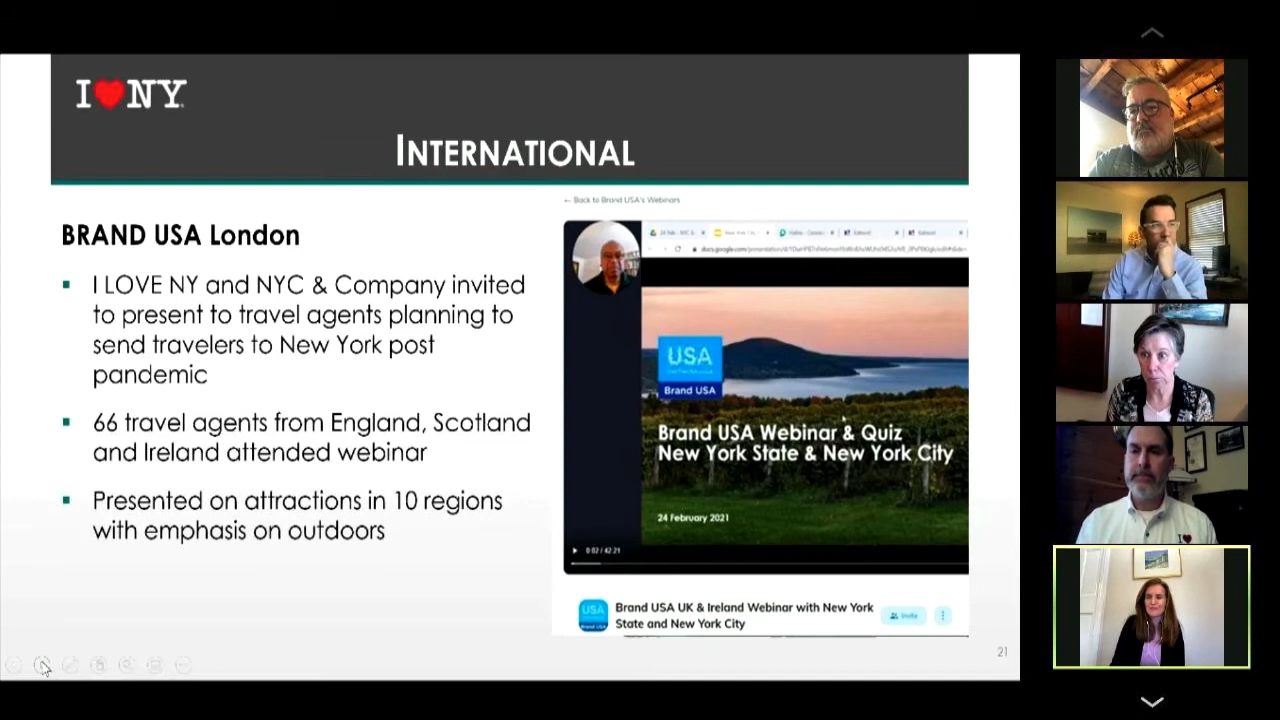 I ❤ NY
INTERNATIONAL
BRAND USA London
I LOVE NY and NYC & Company invited
to present to travel agents planning to
send travelers to New York post
pandemic
66 travel agents from England, Scotland
and Ireland attended webinar
Presented on attractions in 10 regions
with emphasis on outdoors
← Back to Brand USA's Webinars
USA
Brand USA
Brand USA Webinar & Quiz
New York State & New York City
24 February 2021
0:02 / 42:21
USA
Brand USA
Brand USA UK & Ireland Webinar with New York
State and New York City
Invite
21
I ❤